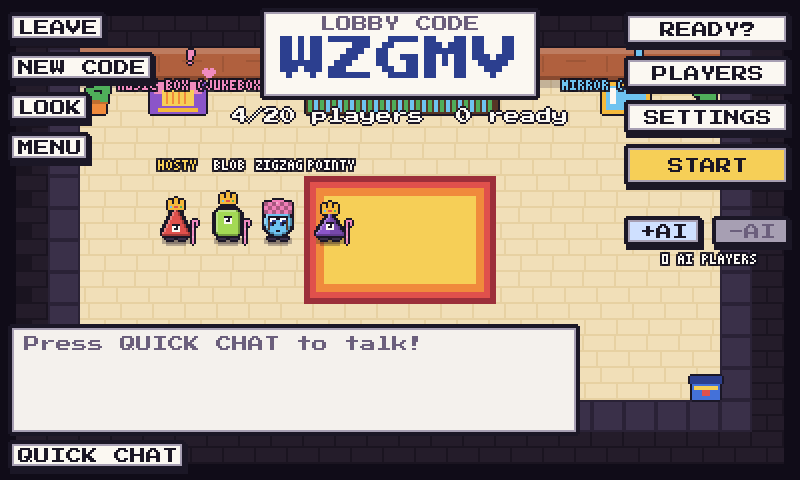 LEAVE
LOBBY CODE
WZGMV
READY?
NEW CODE
PLAYERS
JUKEBOX
LOOK
4/20 players 0 ready
SETTINGS
MENU
START
HOSTY BLOB ZIGZAG POINTY
+AI
-AI
0 AI PLAYERS
Press QUICK CHAT to talk!
QUICK CHAT